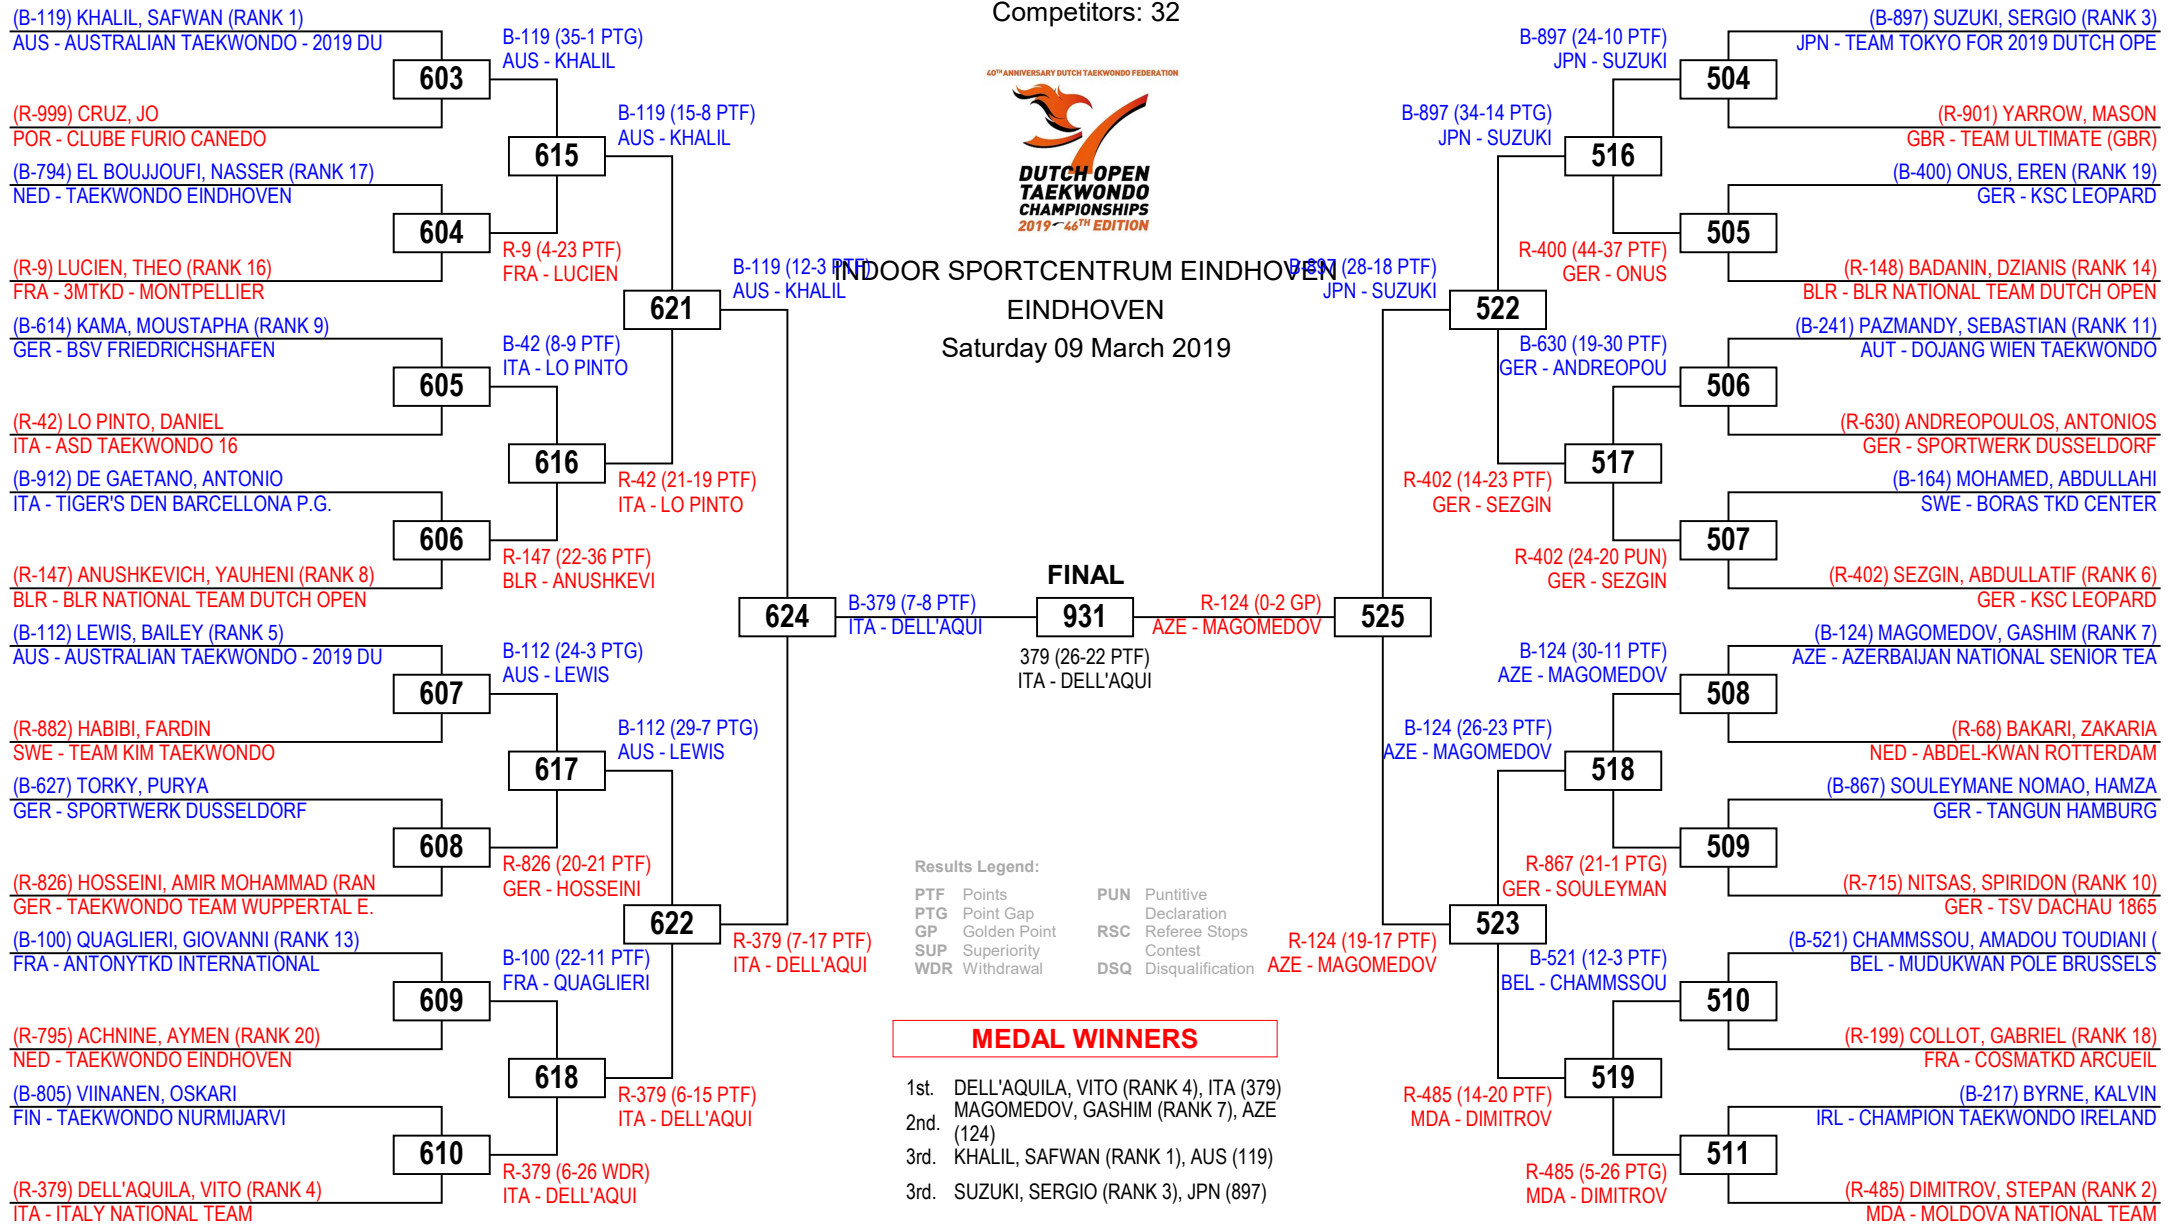 Competitors: 32
40TH ANNIVERSARY DUTCH TAEKWONDO FEDERATION
DUTCH OPEN
TAEKWONDO
CHAMPIONSHIPS
2019 - 46TH EDITION
INDOOR SPORTCENTRUM EINDHOVEN
EINDHOVEN
Saturday 09 March 2019
(B-119) KHALIL, SAFWAN (RANK 1)
AUS - AUSTRALIAN TAEKWONDO - 2019 DU
603
(R-999) CRUZ, JO
POR - CLUBE FURIO CANEDO
(B-794) EL BOUJJOUFI, NASSER (RANK 17)
NED - TAEKWONDO EINDHOVEN
604
(R-9) LUCIEN, THEO (RANK 16)
FRA - 3MTKD - MONTPELLIER
(B-614) KAMA, MOUSTAPHA (RANK 9)
GER - BSV FRIEDRICHSHAFEN
605
(R-42) LO PINTO, DANIEL
ITA - ASD TAEKWONDO 16
(B-912) DE GAETANO, ANTONIO
ITA - TIGER'S DEN BARCELLONA P.G.
606
(R-147) ANUSHKEVICH, YAUHENI (RANK 8)
BLR - BLR NATIONAL TEAM DUTCH OPEN
(B-112) LEWIS, BAILEY (RANK 5)
AUS - AUSTRALIAN TAEKWONDO - 2019 DU
607
(R-882) HABIBI, FARDIN
SWE - TEAM KIM TAEKWONDO
(B-627) TORKY, PURYA
GER - SPORTWERK DUSSELDORF
608
(R-826) HOSSEINI, AMIR MOHAMMAD (RAN
GER - TAEKWONDO TEAM WUPPERTAL E.
(B-100) QUAGLIERI, GIOVANNI (RANK 13)
FRA - ANTONYTKD INTERNATIONAL
609
(R-795) ACHNINE, AYMEN (RANK 20)
NED - TAEKWONDO EINDHOVEN
(B-805) VIINANEN, OSKARI
FIN - TAEKWONDO NURMIJARVI
610
(R-379) DELL'AQUILA, VITO (RANK 4)
ITA - ITALY NATIONAL TEAM
B-119 (35-1 PTG)
AUS - KHALIL
615
R-9 (4-23 PTF)
FRA - LUCIEN
B-42 (8-9 PTF)
ITA - LO PINTO
616
R-147 (22-36 PTF)
BLR - ANUSHKEVI
B-112 (24-3 PTG)
AUS - LEWIS
617
R-826 (20-21 PTF)
GER - HOSSEINI
B-100 (22-11 PTF)
FRA - QUAGLIERI
618
R-379 (6-26 WDR)
ITA - DELL'AQUI
B-119 (15-8 PTF)
AUS - KHALIL
621
R-42 (21-19 PTF)
ITA - LO PINTO
B-112 (29-7 PTG)
AUS - LEWIS
622
R-379 (6-15 PTF)
ITA - DELL'AQUI
B-119 (12-3 PTF)
AUS - KHALIL
624
R-379 (7-17 PTF)
ITA - DELL'AQUI
B-379 (7-8 PTF)
ITA - DELL'AQUI
FINAL
931
379 (26-22 PTF)
ITA - DELL'AQUI
R-124 (0-2 GP)
AZE - MAGOMEDOV
525
B-897 (28-18 PTF)
JPN - SUZUKI
R-124 (19-17 PTF)
AZE - MAGOMEDOV
B-897 (34-14 PTG)
JPN - SUZUKI
522
R-402 (14-23 PTF)
GER - SEZGIN
B-124 (26-23 PTF)
AZE - MAGOMEDOV
523
R-485 (14-20 PTF)
MDA - DIMITROV
B-897 (24-10 PTF)
JPN - SUZUKI
516
R-400 (44-37 PTF)
GER - ONUS
B-630 (19-30 PTF)
GER - ANDREOPOU
517
R-402 (24-20 PUN)
GER - SEZGIN
B-124 (30-11 PTF)
AZE - MAGOMEDOV
518
R-867 (21-1 PTG)
GER - SOULEYMAN
B-521 (12-3 PTF)
BEL - CHAMMSSOU
519
R-485 (5-26 PTG)
MDA - DIMITROV
(B-897) SUZUKI, SERGIO (RANK 3)
JPN - TEAM TOKYO FOR 2019 DUTCH OPE
504
(R-901) YARROW, MASON
GBR - TEAM ULTIMATE (GBR)
(B-400) ONUS, EREN (RANK 19)
GER - KSC LEOPARD
505
(R-148) BADANIN, DZIANIS (RANK 14)
BLR - BLR NATIONAL TEAM DUTCH OPEN
(B-241) PAZMANDY, SEBASTIAN (RANK 11)
AUT - DOJANG WIEN TAEKWONDO
506
(R-630) ANDREOPOULOS, ANTONIOS
GER - SPORTWERK DUSSELDORF
(B-164) MOHAMED, ABDULLAHI
SWE - BORAS TKD CENTER
507
(R-402) SEZGIN, ABDULLATIF (RANK 6)
GER - KSC LEOPARD
(B-124) MAGOMEDOV, GASHIM (RANK 7)
AZE - AZERBAIJAN NATIONAL SENIOR TEA
508
(R-68) BAKARI, ZAKARIA
NED - ABDEL-KWAN ROTTERDAM
(B-867) SOULEYMANE NOMAO, HAMZA
GER - TANGUN HAMBURG
509
(R-715) NITSAS, SPIRIDON (RANK 10)
GER - TSV DACHAU 1865
(B-521) CHAMMSSOU, AMADOU TOUDIANI (
BEL - MUDUKWAN POLE BRUSSELS
510
(R-199) COLLOT, GABRIEL (RANK 18)
FRA - COSMATKD ARCUEIL
(B-217) BYRNE, KALVIN
IRL - CHAMPION TAEKWONDO IRELAND
511
(R-485) DIMITROV, STEPAN (RANK 2)
MDA - MOLDOVA NATIONAL TEAM
Results Legend:
PTF Points
PTG Point Gap
GP Golden Point
SUP Superiority
WDR Withdrawal
PUN Puntitive
Declaration
RSC Referee Stops
Contest
DSQ Disqualification
MEDAL WINNERS
1st. DELL'AQUILA, VITO (RANK 4), ITA (379)
2nd. MAGOMEDOV, GASHIM (RANK 7), AZE
(124)
3rd. KHALIL, SAFWAN (RANK 1), AUS (119)
3rd. SUZUKI, SERGIO (RANK 3), JPN (897)